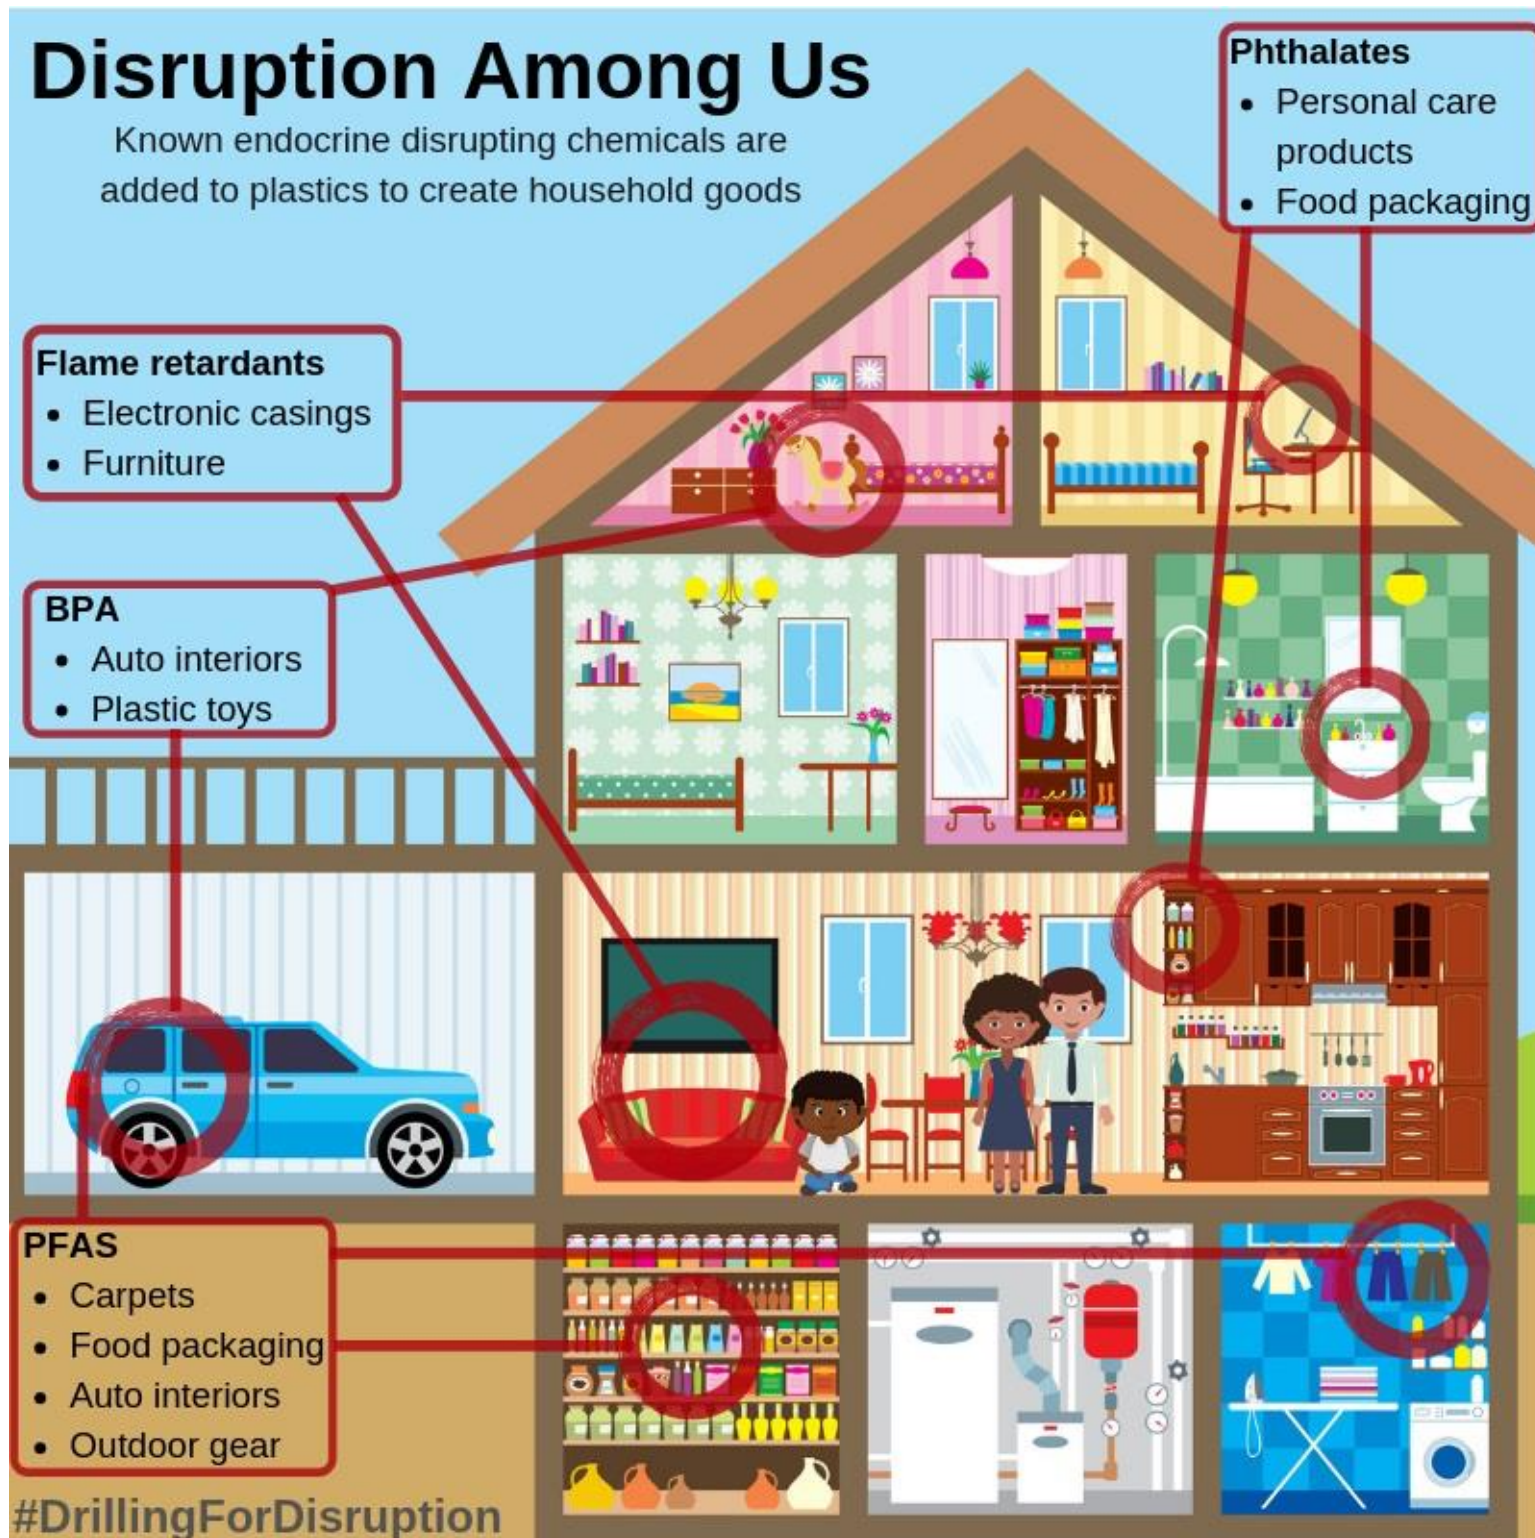 Disruption Among Us
Known endocrine disrupting chemicals are
added to plastics to create household goods
Phthalates
• Personal care
products
• Food packaging
Flame retardants
• Electronic casings
• Furniture
BPA
• Auto interiors
• Plastic toys
PFAS
• Carpets
• Food packaging
• Auto interiors
• Outdoor gear
#DrillingForDisruption